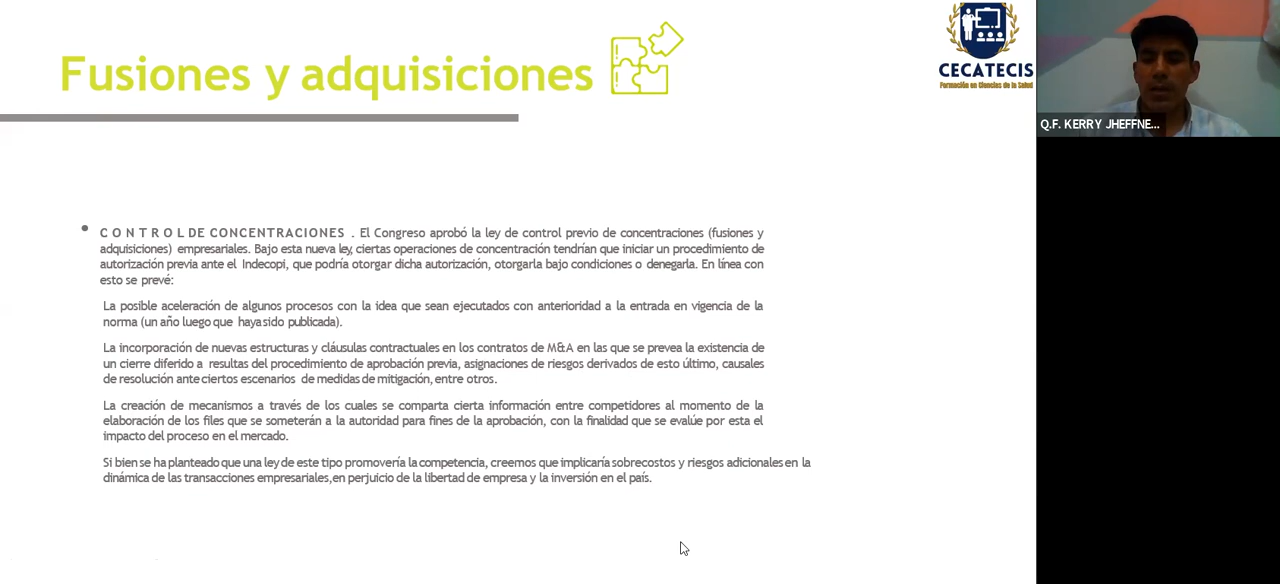 Fusiones y adquisiciones
CECATECIS
Formación en Ciencias de la Salud
Q.F. KERRY JHEFFNE...
• CONTROL DE CONCENTRACIONES . El Congreso aprobó la ley de control previo de concentraciones (fusiones y
adquisiciones) empresariales. Bajo esta nueva ley, ciertas operaciones de concentración tendrían que iniciar un procedimiento de
autorización previa ante el Indecopi, que podría otorgar dicha autorización, otorgarla bajo condiciones o denegarla. En línea con
esto se prevé:
La posible aceleración de algunos procesos con la idea que sean ejecutados con anterioridad a la entrada en vigencia de la
norma (un año luego que haya sido publicada).
La incorporación de nuevas estructuras y cláusulas contractuales en los contratos de M&A en las que se prevea la existencia de
un cierre diferido a resultas del procedimiento de aprobación previa, asignaciones de riesgos derivados de esto último, causales
de resolución ante ciertos escenarios de medidas de mitigación, entre otros.
La creación de mecanismos a través de los cuales se comparta cierta información entre competidores al momento de la
elaboración de los files que se someterán a la autoridad para fines de la aprobación, con la finalidad que se evalúe por esta el
impacto del proceso en el mercado.
Si bien se ha planteado que una ley de este tipo promovería la competencia, creemos que implicaría sobrecostos y riesgos adicionales en la
dinámica de las transacciones empresariales,en perjuicio de la libertad de empresa y la inversión en el país.